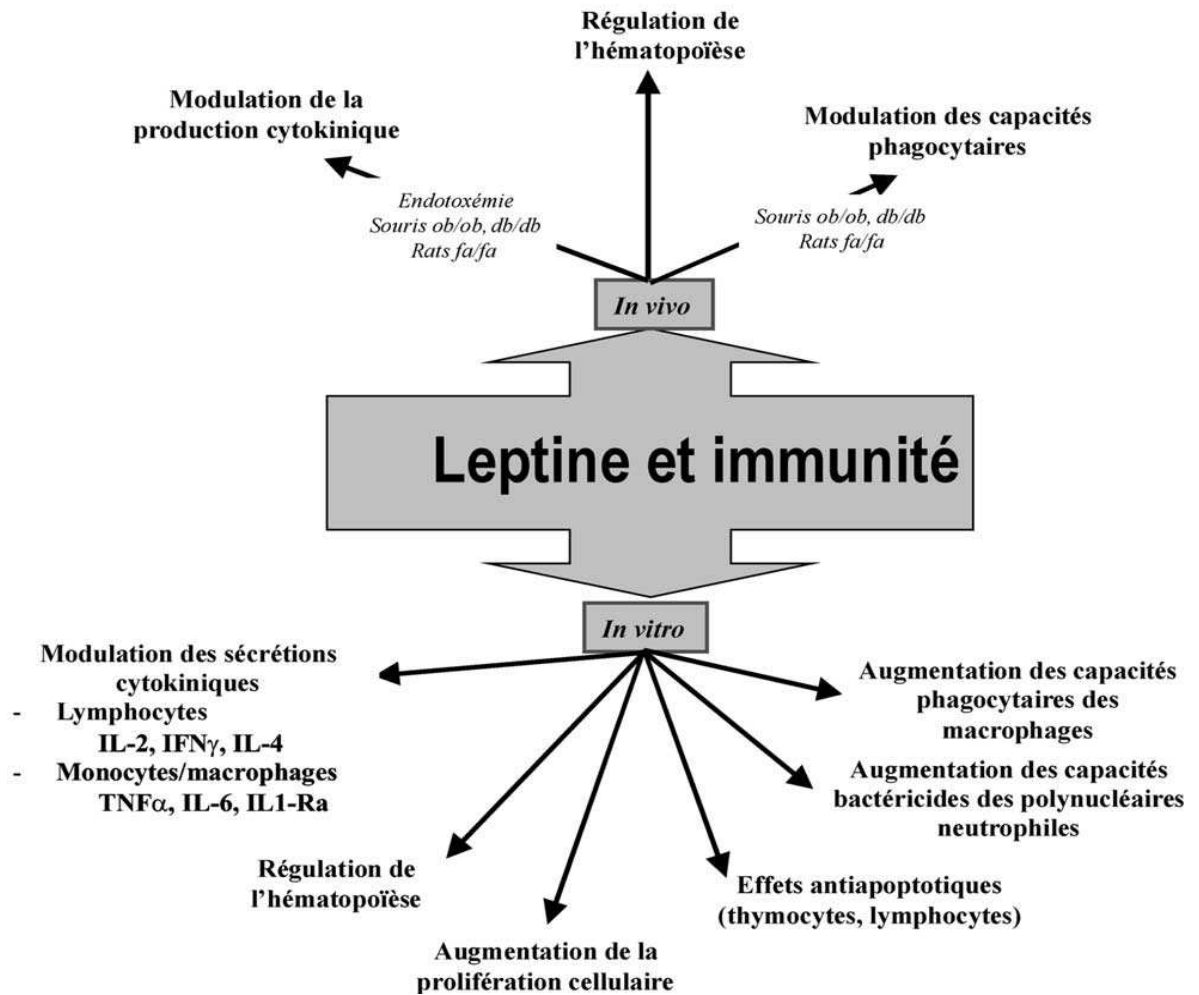 Régulation de
l’hématopoïèse
Modulation de la
production cytokinique
Modulation des capacités
phagocytaires
Endotoxémie
Souris ob/ob, db/db
Rats fa/fa
Souris ob/ob, db/db
Rats fa/fa
In vivo
Leptine et immunité
In vitro
Modulation des sécrétions
cytokiniques
- Lymphocytes
IL-2, IFNγ, IL-4
- Monocytes/macrophages
TNFα, IL-6, IL1-Ra
Régulation de
l’hématopoïèse
Augmentation de la
prolifération cellulaire
Effets antiapoptotiques
(thymocytes, lymphocytes)
Augmentation des capacités
bactéricides des polynucléaires
neutrophiles
Augmentation des capacités
phagocytaires des
macrophages